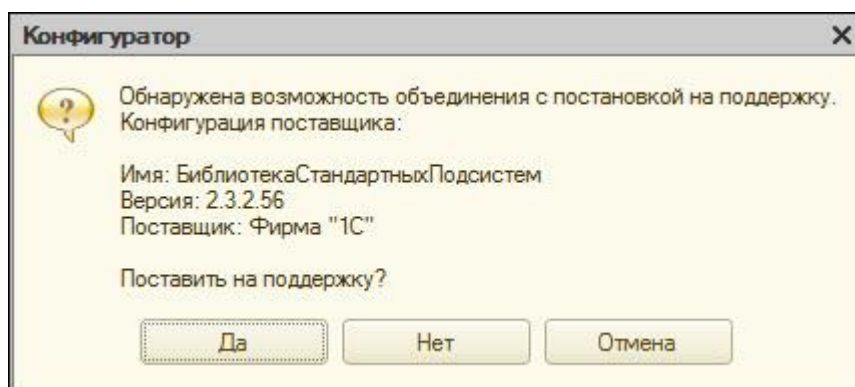 Конфигуратор
Обнаружена возможность объединения с постановкой на поддержку.
Конфигурация поставщика:
Имя: БиблиотекаСтандартныхПодсистем
Версия: 2.3.2.56
Поставщик: Фирма "1С"
Поставить на поддержку?
Да Нет Отмена